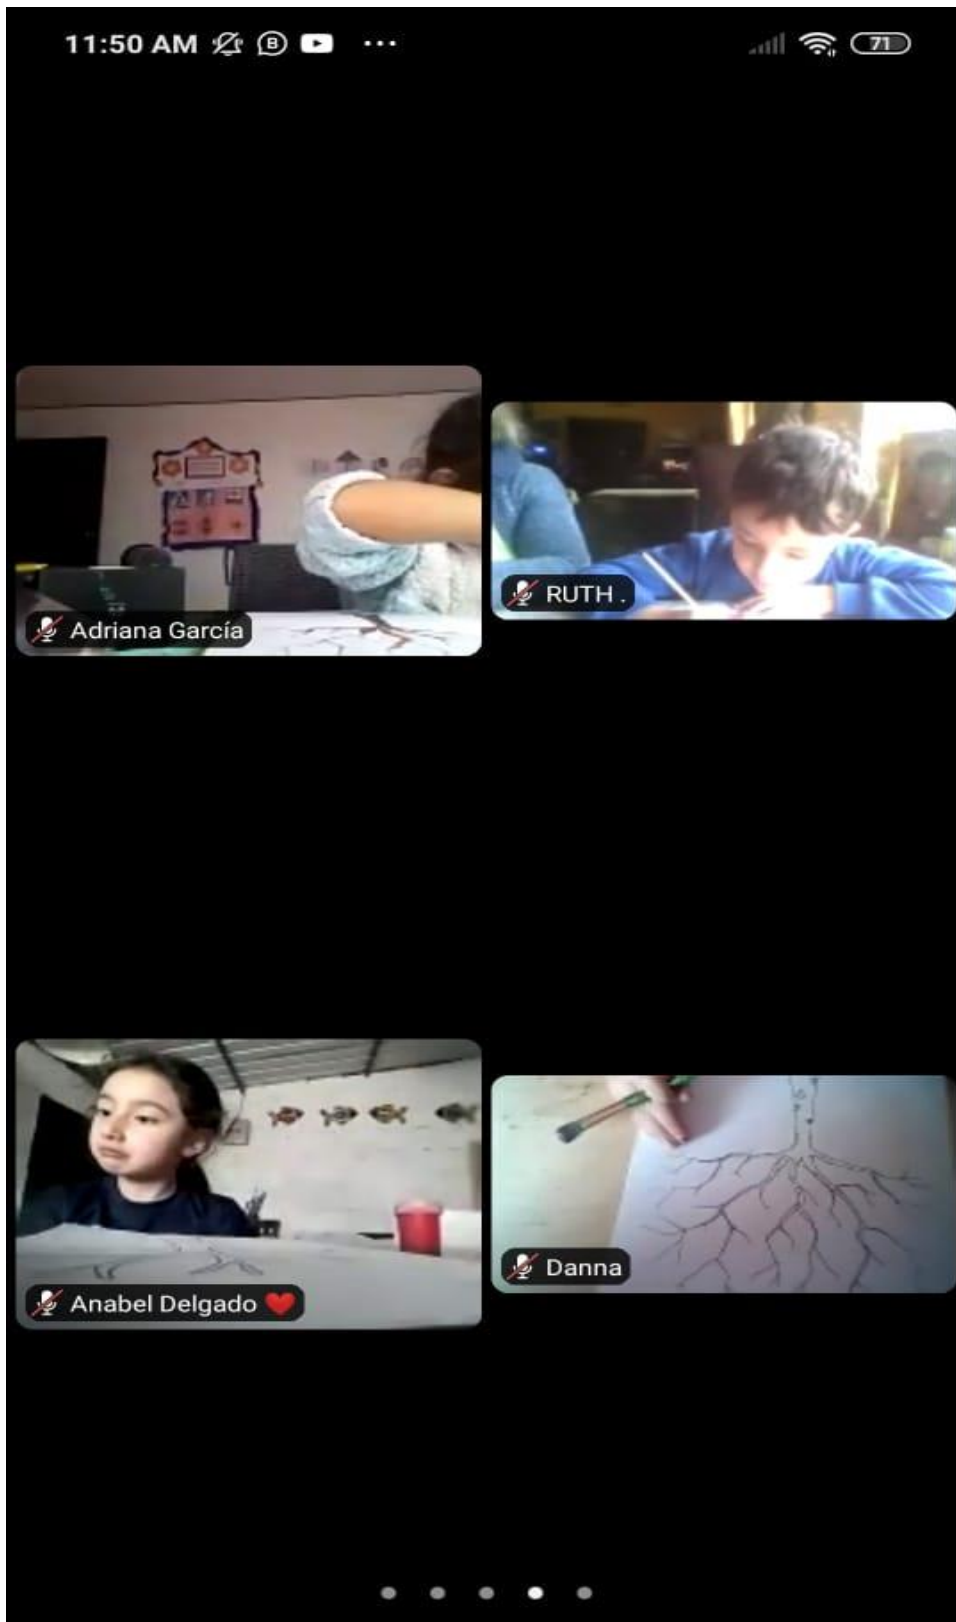 11:50 AM
71
Adriana García
RUTH .
Anabel Delgado ❤️
Danna